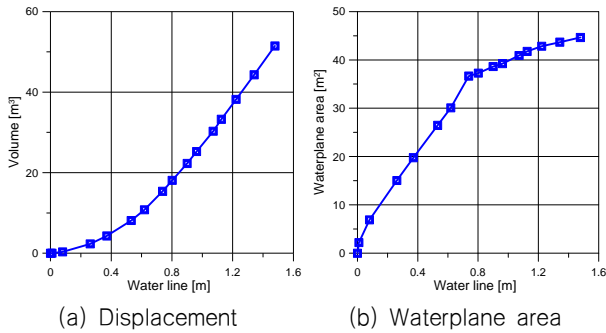 60
40
20
0
Volume [m³]
0 0.4 0.8 1.2 1.6
Water line [m]
(a) Displacement
50
40
30
20
10
0
Waterplane area [m²]
0 0.4 0.8 1.2 1.6
Water line [m]
(b) Waterplane area